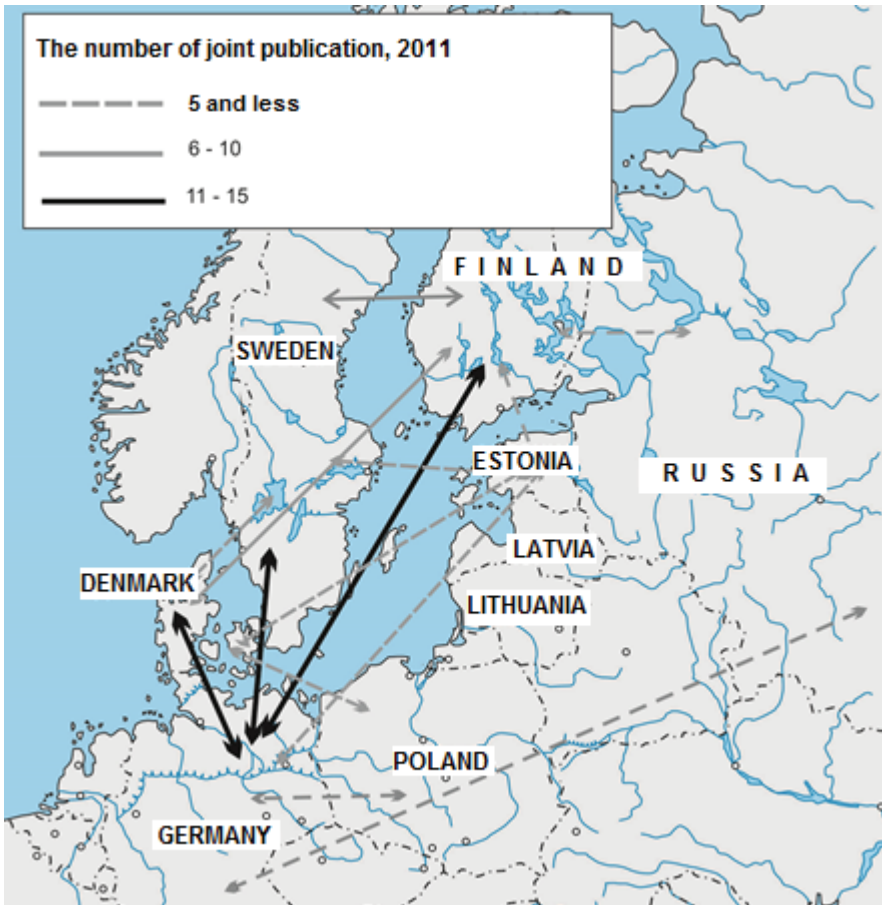 The number of joint publication, 2011
5 and less
6 - 10
11 - 15
FINLAND
SWEDEN
ESTONIA
RUSSIA
LATVIA
DENMARK
LITHUANIA
POLAND
GERMANY